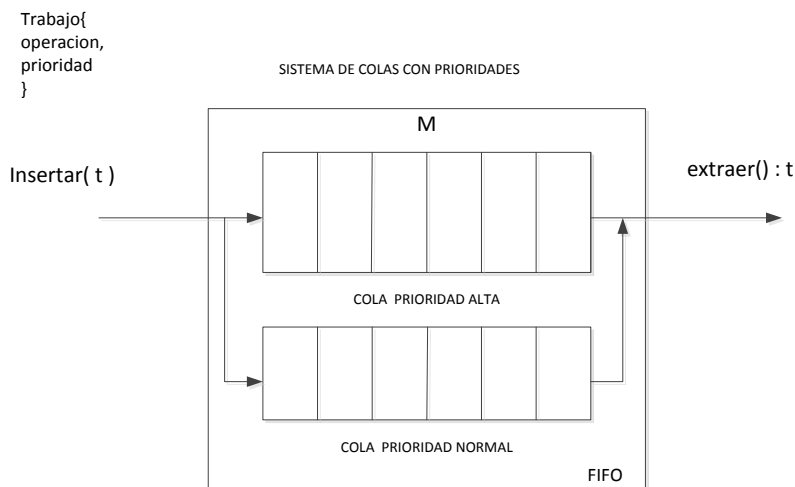 Trabajo{
operacion,
prioridad
}
SISTEMA DE COLAS CON PRIORIDADES
M
Insertar( t )
extraer() : t
COLA PRIORIDAD ALTA
COLA PRIORIDAD NORMAL
FIFO